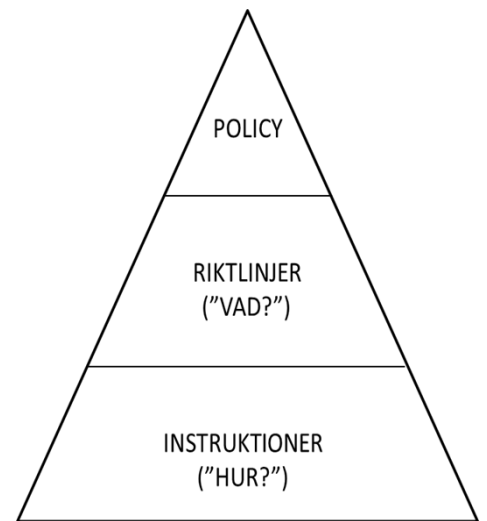 POLICY
RIKTLINJER
(”VAD?”)
INSTRUKTIONER
(”HUR?”)